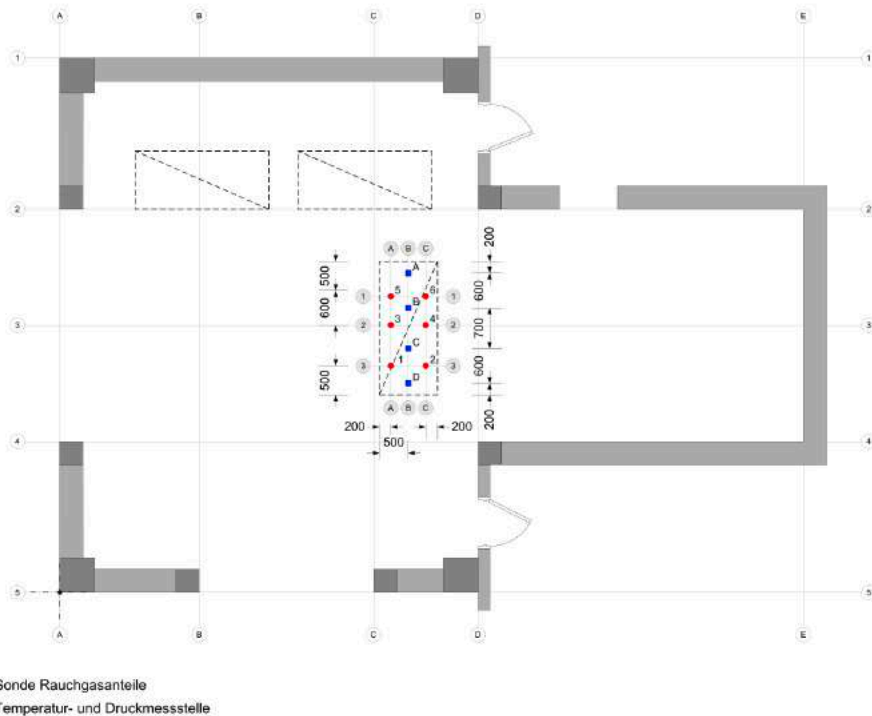 A B C D E
1 1
2 2
A B C
200
500
A
600
5 6
1 1
B
600
3 4
2 2
700
C
1 2
3 3
600
500
D
A B C
200
200 200
500
3 3
4 4
5 5
A B C D E
Sonde Rauchgasanteile
Temperatur- und Druckmessstelle